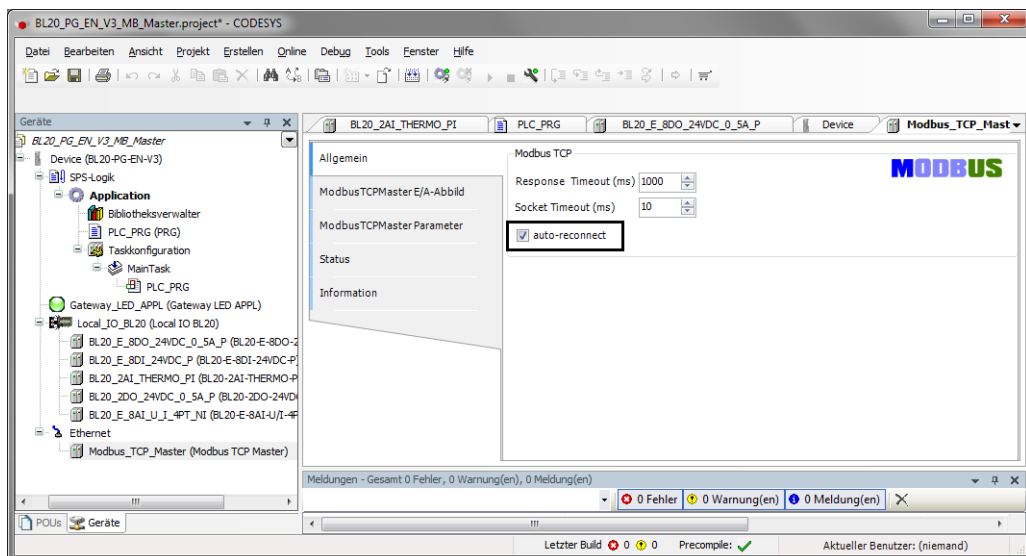 BL20_PG_EN_V3_MB_Master.project* - CODESYS
Datei Bearbeiten Ansicht Projekt Erstellen Online Debug Tools Fenster Hilfe
Geräte
BL20_2AI_THERMO_PI PLC_PRG BL20_E_8DO_24VDC_0_5A_P Device Modbus_TCP_Mast
BL20_PG_EN_V3_MB_Master
Device (BL20-PG-EN-V3)
SPS-Logik
Application
Bibliotheksverwalter
PLC_PRG (PRG)
Taskkonfiguration
MainTask
PLC_PRG
Gateway_LED_APPL (Gateway LED APPL)
Local_IO_BL20 (Local IO BL20)
BL20_E_8DO_24VDC_0_5A_P (BL20-E-8DO-2
BL20_E_8DI_24VDC_P (BL20-E-8DI-24VDC-P)
BL20_2AI_THERMO_PI (BL20-2AI-THERMO-P
BL20_2DO_24VDC_0_5A_P (BL20-2DO-24VD
BL20_E_8AI_U_I_4PT_NI (BL20-E-8AI-U/I-4P
Ethernet
Modbus_TCP_Master (Modbus TCP Master)
POUs Geräte
Allgemein
ModbusTCPMaster E/A-Abbild
ModbusTCPMaster Parameter
Status
Information
Modbus TCP
MODBUS
Response Timeout (ms) 1000
Socket Timeout (ms) 10
auto-reconnect
Meldungen - Gesamt 0 Fehler, 0 Warnung(en), 0 Meldung(en)
0 Fehler 0 Warnung(en) 0 Meldung(en)
Letzter Build 0 0 Precompile: Aktueller Benutzer: (niemand)